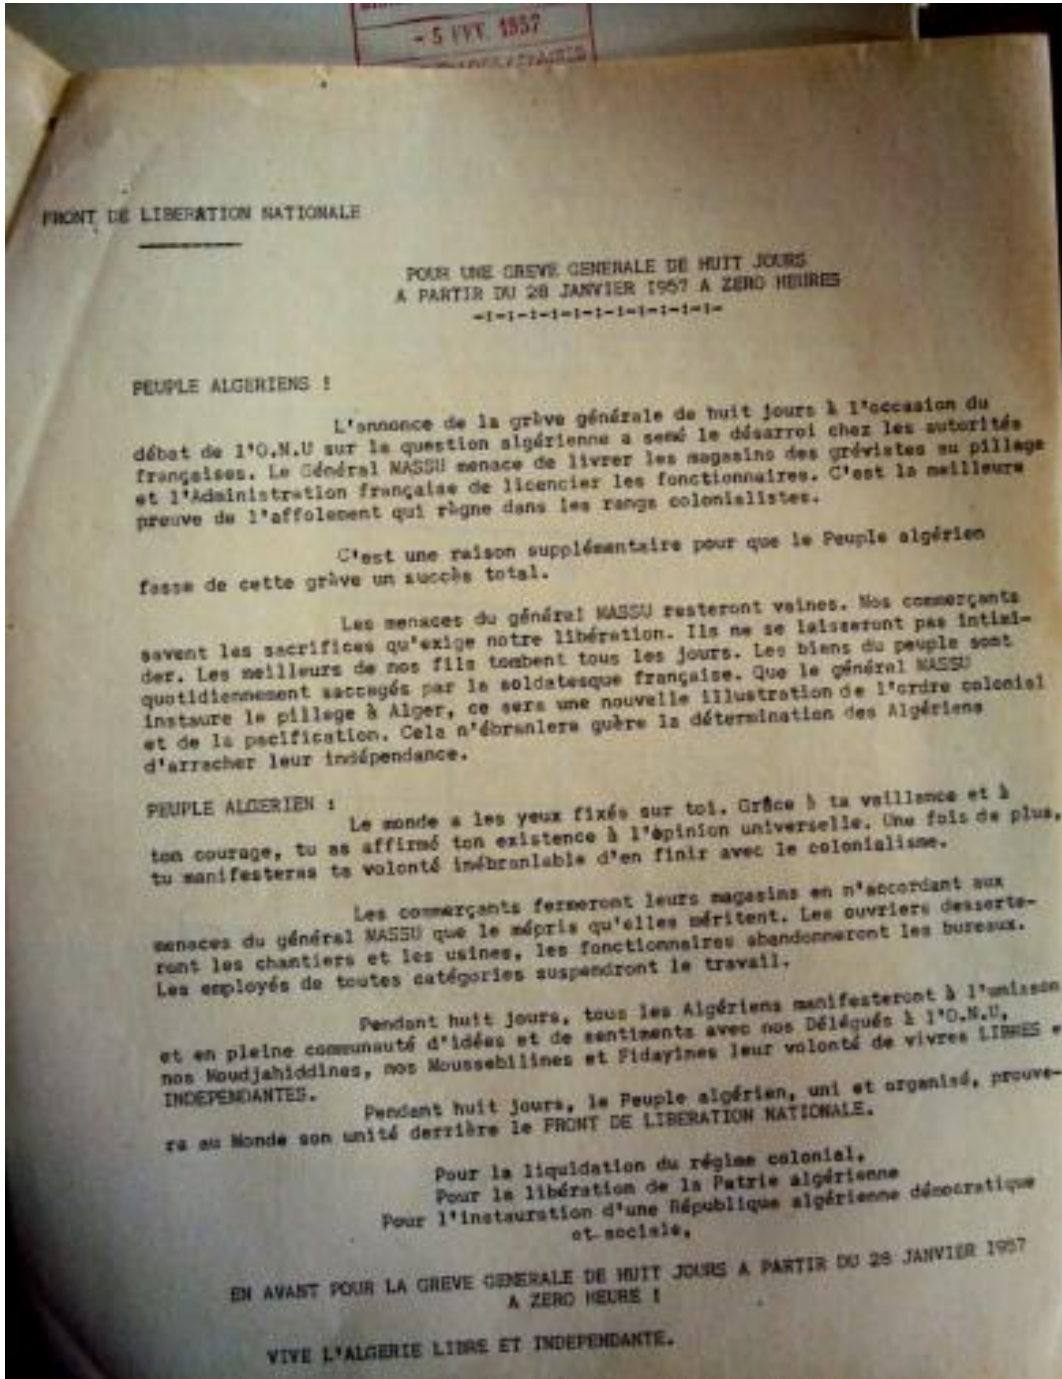 - 5 FEV. 1957
FRONT DE LIBERATION NATIONALE
POUR UNE GREVE GENERALE DE HUIT JOURS
A PARTIR DU 28 JANVIER 1957 A ZERO HEURES
-:-:-:-:-:-:-:-:-:-:-:-
PEUPLE ALGERIENS !
L'annonce de la grève générale de huit jours à l'occasion du
débat de l'O.N.U sur la question algérienne a semé le désarroi chez les autorités
françaises. Le Général MASSU menace de livrer les magasins des grévistes au pillage
et l'Administration française de licencier les fonctionnaires. C'est la meilleure
preuve de l'affolement qui règne dans les rangs colonialistes.
C'est une raison supplémentaire pour que le Peuple algérien
fasse de cette grève un succès total.
Les menaces du général MASSU resteront vaines. Nos commerçants
savent les sacrifices qu'exige notre libération. Ils ne se laisseront pas intimi-
der. Les meilleurs de nos fils tombent tous les jours. Les biens du peuple sont
quotidiennement saccagés par la soldatesque française. Que le général MASSU
instaure le pillage à Alger, ce sera une nouvelle illustration de l'ordre colonial
et de la pacification. Cela n'ébranlera guère la détermination des Algériens
d'arracher leur indépendance.
PEUPLE ALGERIEN :
Le monde a les yeux fixés sur toi. Grâce à ta vaillance et à
ton courage, tu as affirmé ton existence à l'opinion universelle. Une fois de plus,
tu manifesteras ta volonté inébranlable d'en finir avec le colonialisme.
Les commerçants fermeront leurs magasins en n'accordant aux
menaces du général MASSU que le mépris qu'elles méritent. Les ouvriers desserte-
ront les chantiers et les usines, les fonctionnaires abandonneront les bureaux.
Les employés de toutes catégories suspendront le travail.
Pendant huit jours, tous les Algériens manifesteront à l'unisson
et en pleine communauté d'idées et de sentiments avec nos Délégués à l'O.N.U,
nos Moudjahiddines, nos Moussebilines et Fidayines leur volonté de vivres LIBRES
INDEPENDANTES.
Pendant huit jours, le Peuple algérien, uni et organisé, prouve-
ra au Monde son unité derrière le FRONT DE LIBERATION NATIONALE.
Pour la liquidation du régime colonial.
Pour la libération de la Patrie algérienne
Pour l'instauration d'une République algérienne démocratique
et sociale.
EN AVANT POUR LA GREVE GENERALE DE HUIT JOURS A PARTIR DU 28 JANVIER 1957
A ZERO HEURE !
VIVE L'ALGERIE LIBRE ET INDEPENDANTE.